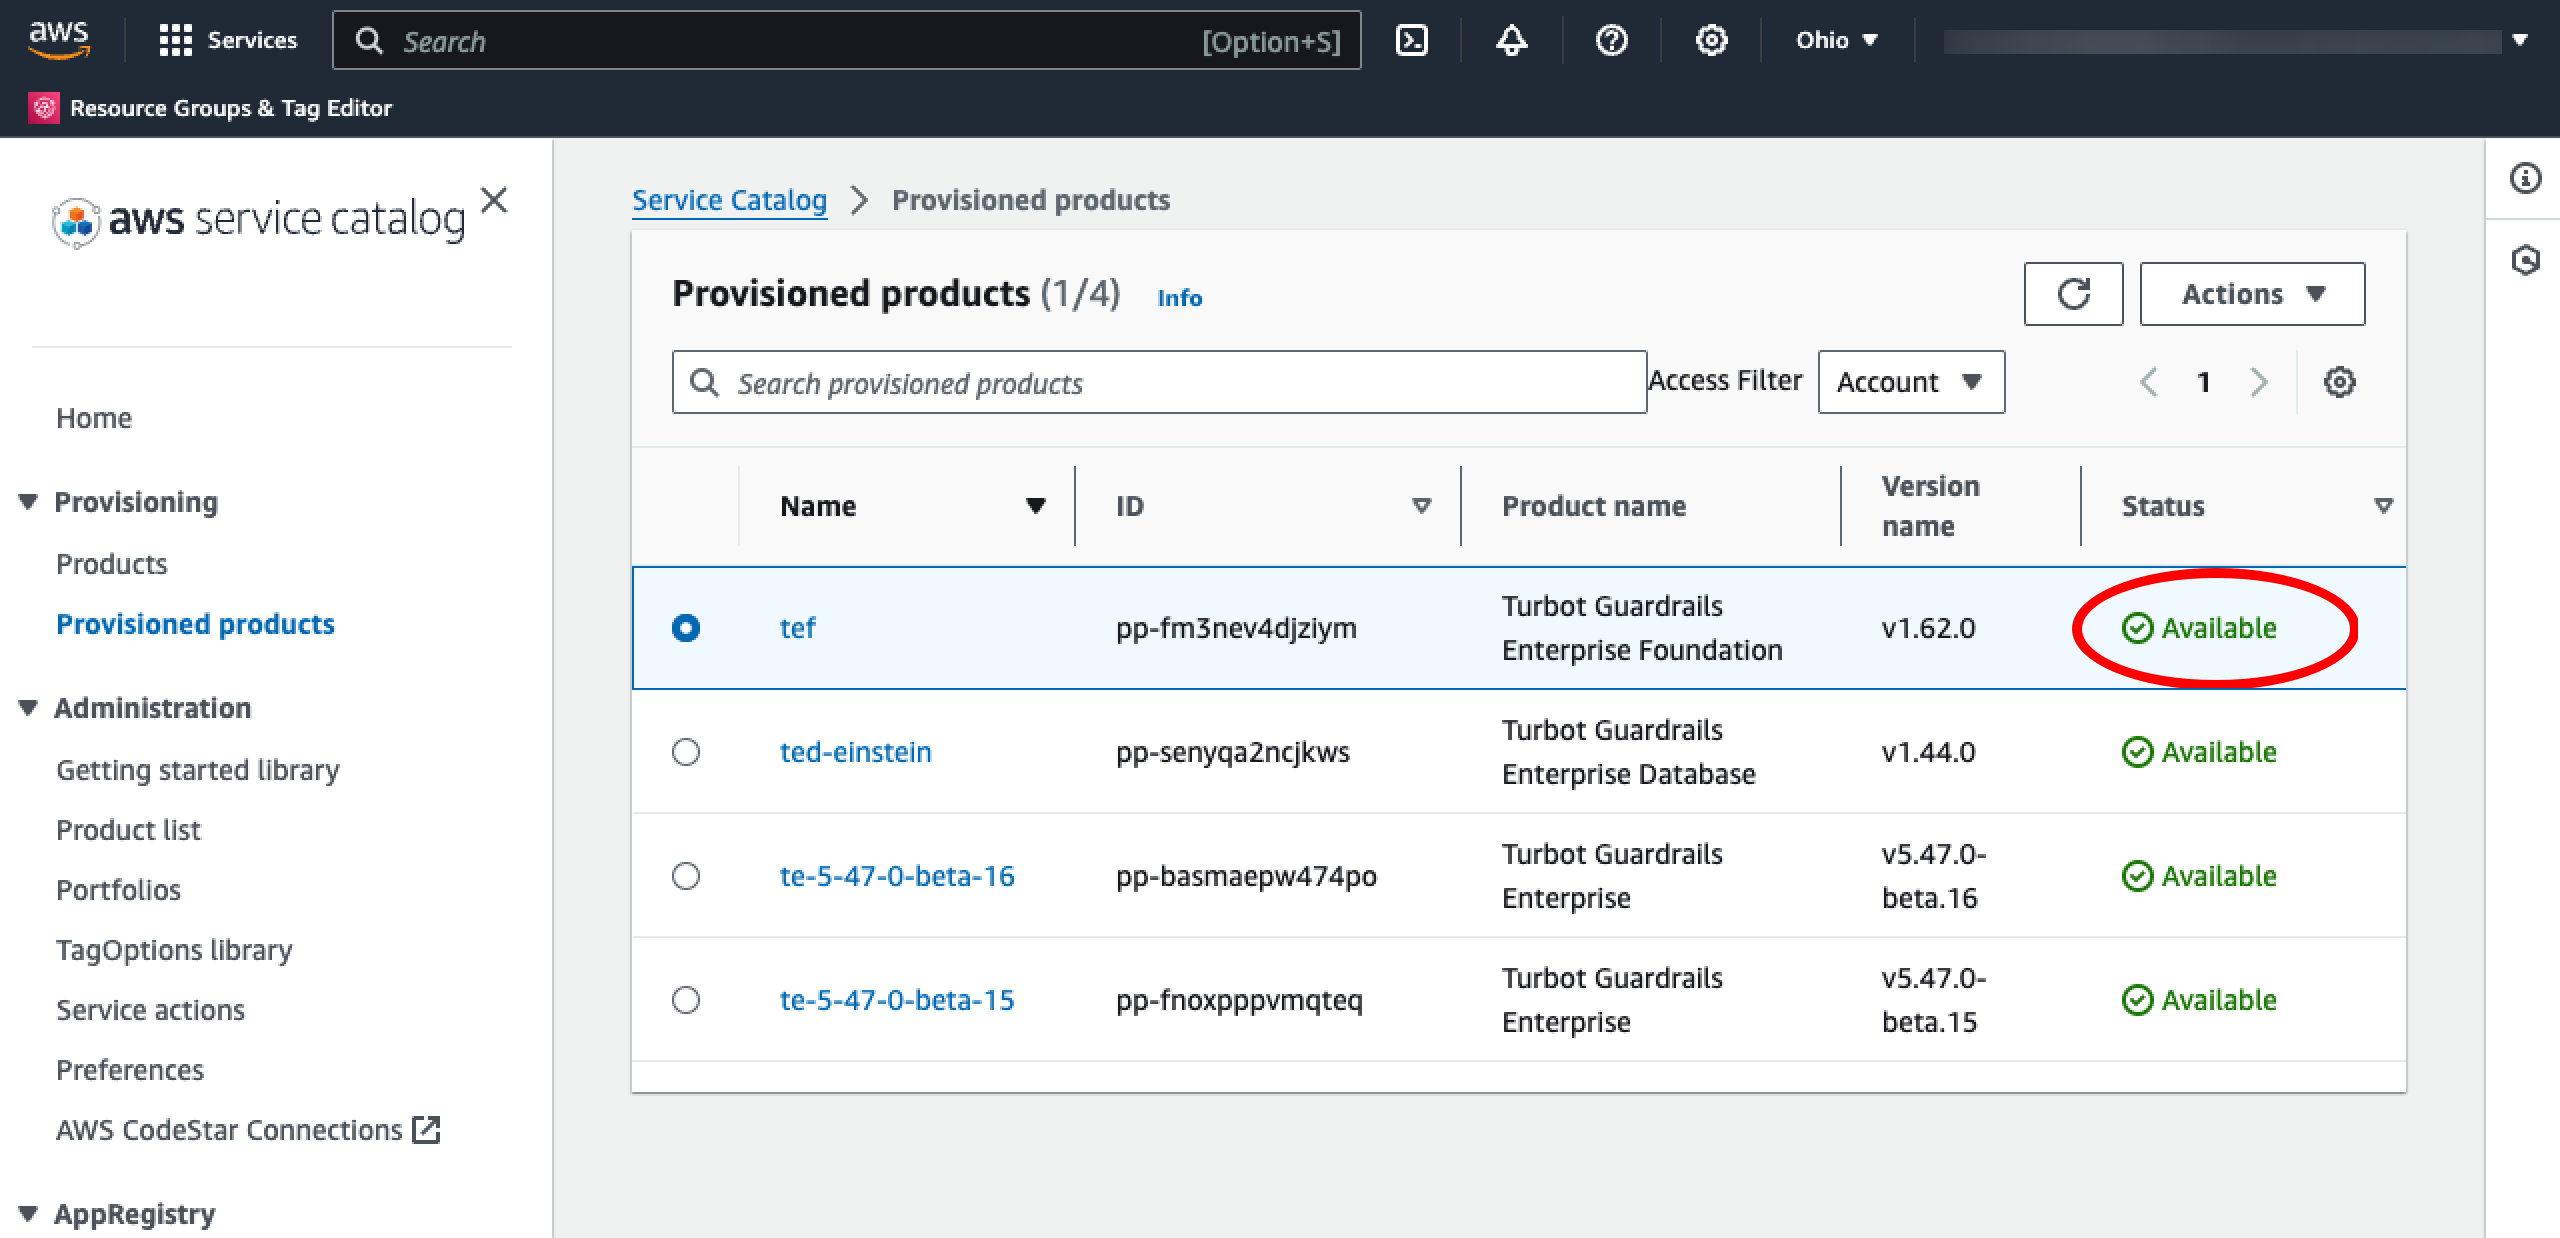 aws
Services
Search
[Option+S]
Ohio
Resource Groups & Tag Editor
aws service catalog
Home
Provisioning
Products
Provisioned products
Administration
Getting started library
Product list
Portfolios
TagOptions library
Service actions
Preferences
AWS CodeStar Connections
AppRegistry
Service Catalog
Provisioned products
Provisioned products (1/4) Info
Actions
Search provisioned products
Access Filter
Account
1
Name
ID
Product name
Version
name
Status
tef
pp-fm3nev4djziym
Turbot Guardrails
Enterprise Foundation
v1.62.0
Available
ted-einstein
pp-senyqa2ncjkws
Turbot Guardrails
Enterprise Database
v1.44.0
Available
te-5-47-0-beta-16
pp-basmaepw474po
Turbot Guardrails
Enterprise
v5.47.0-
beta.16
Available
te-5-47-0-beta-15
pp-fnoxpppvmqteq
Turbot Guardrails
Enterprise
v5.47.0-
beta.15
Available